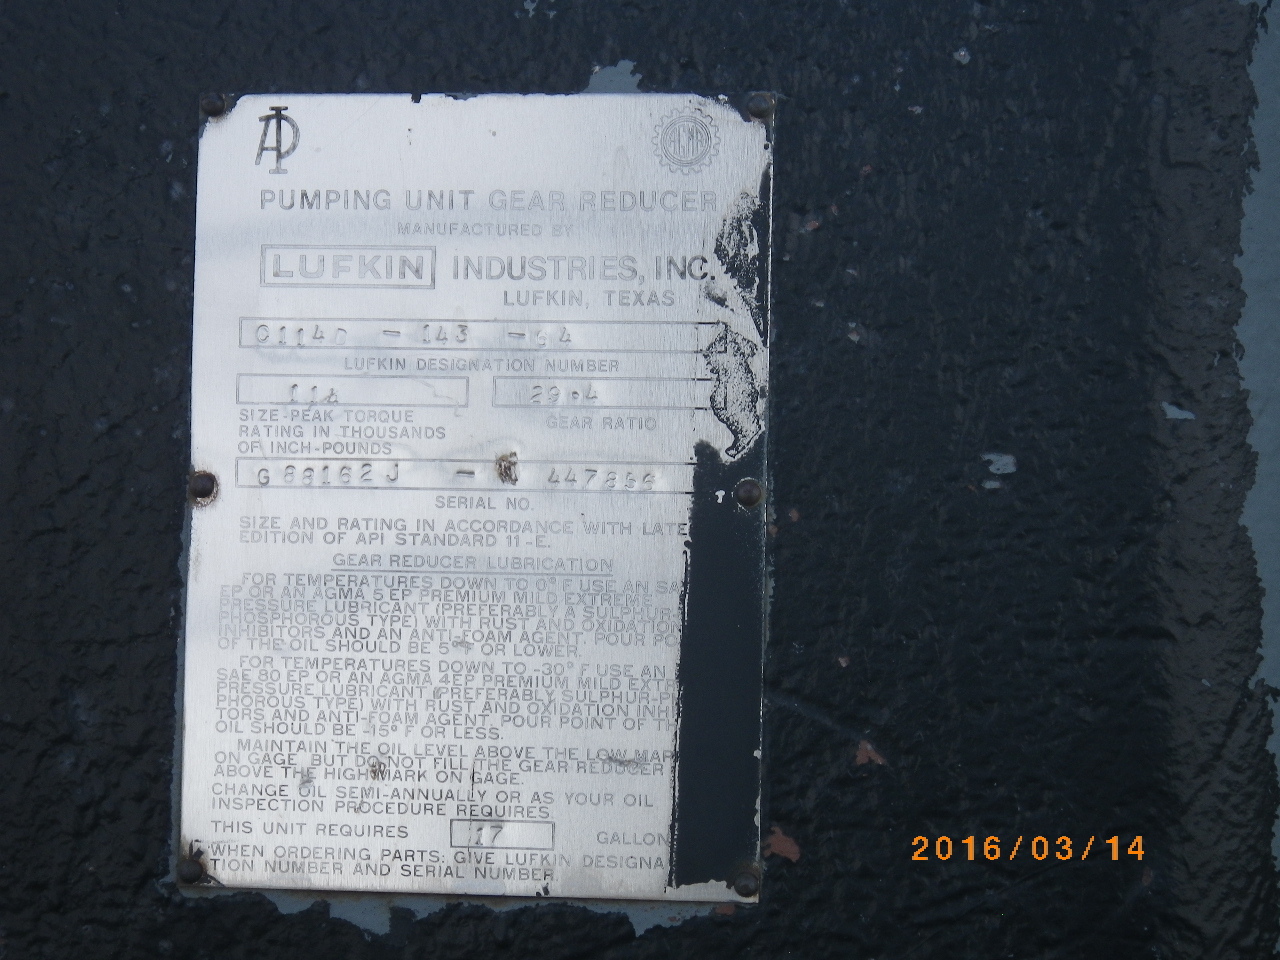 API
AGMA
PUMPING UNIT GEAR REDUCER
MANUFACTURED BY
LUFKIN INDUSTRIES, INC.
LUFKIN, TEXAS
- 143 -
LUFKIN DESIGNATION NUMBER
29.4
SIZE-PEAK TORQUE
RATING IN THOUSANDS
OF INCH-POUNDS
GEAR RATIO
G88162J -
SERIAL NO.
SIZE AND RATING IN ACCORDANCE WITH LATE
EDITION OF API STANDARD 11-E.
GEAR REDUCER LUBRICATION
FOR TEMPERATURES DOWN TO 0° F USE AN SA
EP OR AN AGMA 5 EP PREMIUM MILD EXTREME
PRESSURE LUBRICANT (PREFERABLY A SULPHUR
PHOSPHOROUS TYPE) WITH RUST AND OXIDATION
INHIBITORS AND AN ANTI-FOAM AGENT. POUR PO
OF THE OIL SHOULD BE 5° F OR LOWER.
FOR TEMPERATURES DOWN TO -30° F USE AN
SAE 80 EP OR AN AGMA 4EP PREMIUM MILD EXT
PRESSURE LUBRICANT (PREFERABLY SULPHUR-P
PHOROUS TYPE) WITH RUST AND OXIDATION INH
TORS AND ANTI-FOAM AGENT. POUR POINT OF TH
OIL SHOULD BE -15° F OR LESS.
MAINTAIN THE OIL LEVEL ABOVE THE LOW MAR
ON GAGE, BUT DO NOT FILL THE GEAR REDUCER
ABOVE THE HIGH MARK ON GAGE.
CHANGE OIL SEMI-ANNUALLY OR AS YOUR OIL
INSPECTION PROCEDURE REQUIRES
THIS UNIT REQUIRES 17 GALLON
WHEN ORDERING PARTS: GIVE LUFKIN DESIGNA
TION NUMBER AND SERIAL NUMBER.
2016/03/14